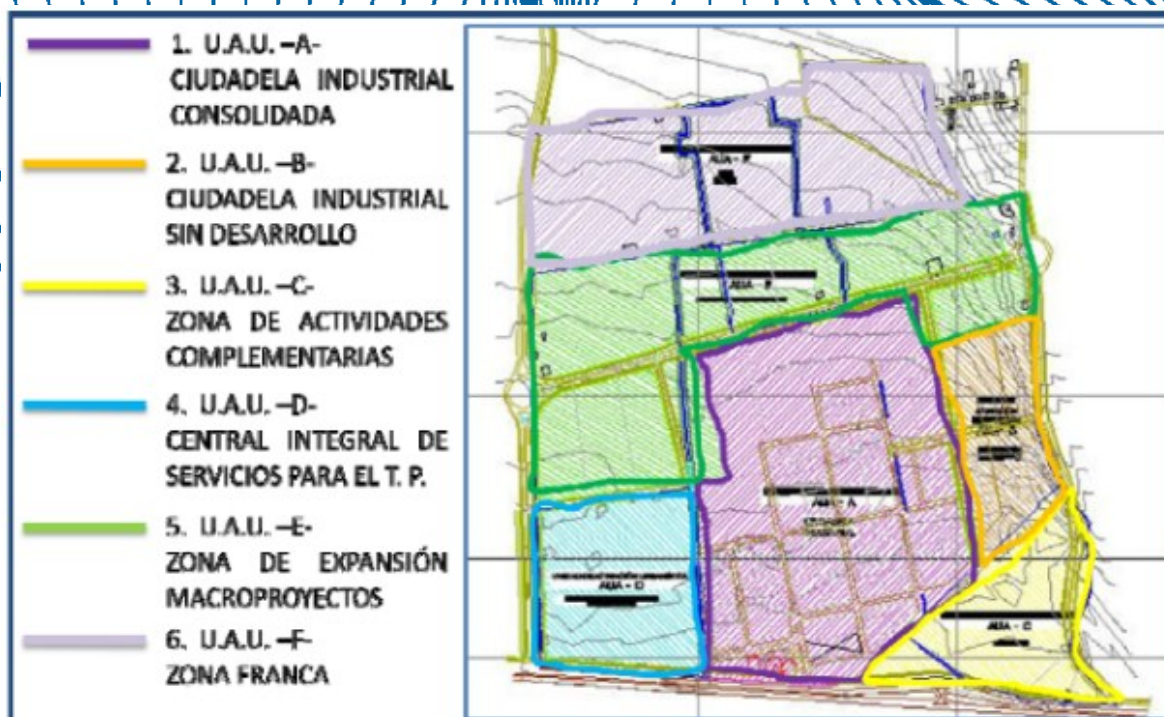 1. U.A.U. –A-
CIUDADELA INDUSTRIAL
CONSOLIDADA
2. U.A.U. –B-
CIUDADELA INDUSTRIAL
SIN DESARROLLO
3. U.A.U. –C-
ZONA DE ACTIVIDADES
COMPLEMENTARIAS
4. U.A.U. –D-
CENTRAL INTEGRAL DE
SERVICIOS PARA EL T. P.
5. U.A.U. –E-
ZONA DE EXPANSIÓN
MACROPROYECTOS
6. U.A.U. –F-
ZONA FRANCA